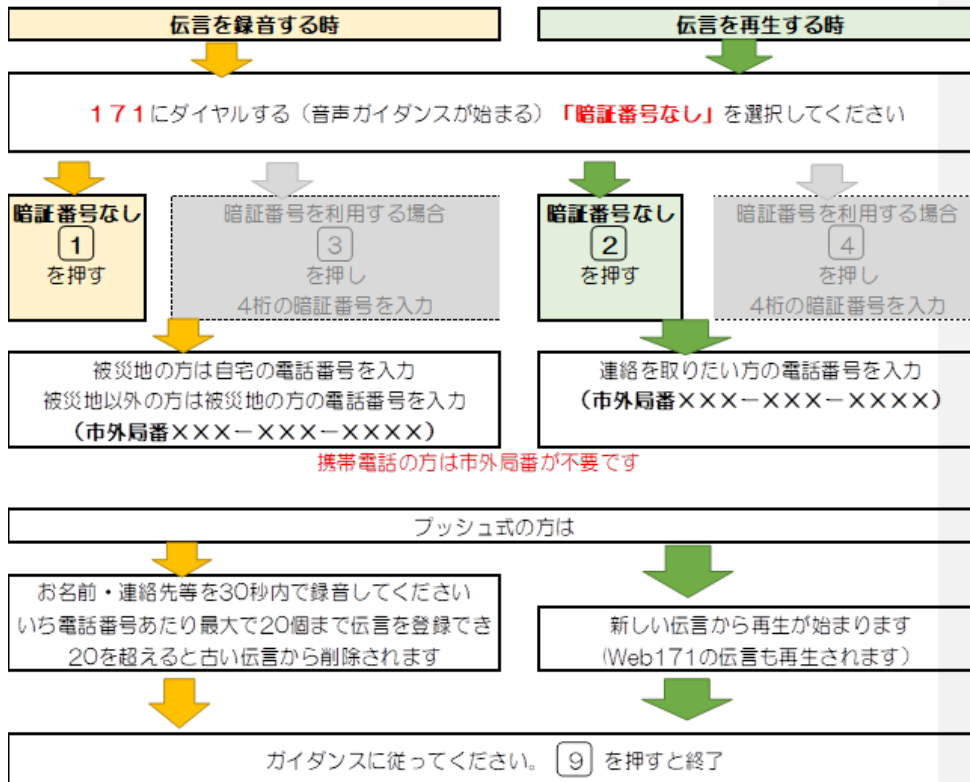 伝言を録音する時
伝言を再生する時
171にダイヤルする（音声ガイダンスが始まる）「暗証番号なし」を選択してください
暗証番号なし
1
を押す
暗証番号を利用する場合
3
を押し
4桁の暗証番号を入力
暗証番号なし
2
を押す
暗証番号を利用する場合
4
を押し
4桁の暗証番号を入力
被災地の方は自宅の電話番号を入力
被災地以外の方は被災地の方の電話番号を入力
（市外局番×××－×××－××××）
連絡を取りたい方の電話番号を入力
（市外局番×××－×××－××××）
携帯電話の方は市外局番が不要です
プッシュ式の方は
お名前・連絡先等を30秒内で録音してください
いち電話番号あたり最大で20個まで伝言を登録でき
20を超えると古い伝言から削除されます
新しい伝言から再生が始まります
(Web171の伝言も再生されます）
ガイダンスに従ってください。 9 を押すと終了